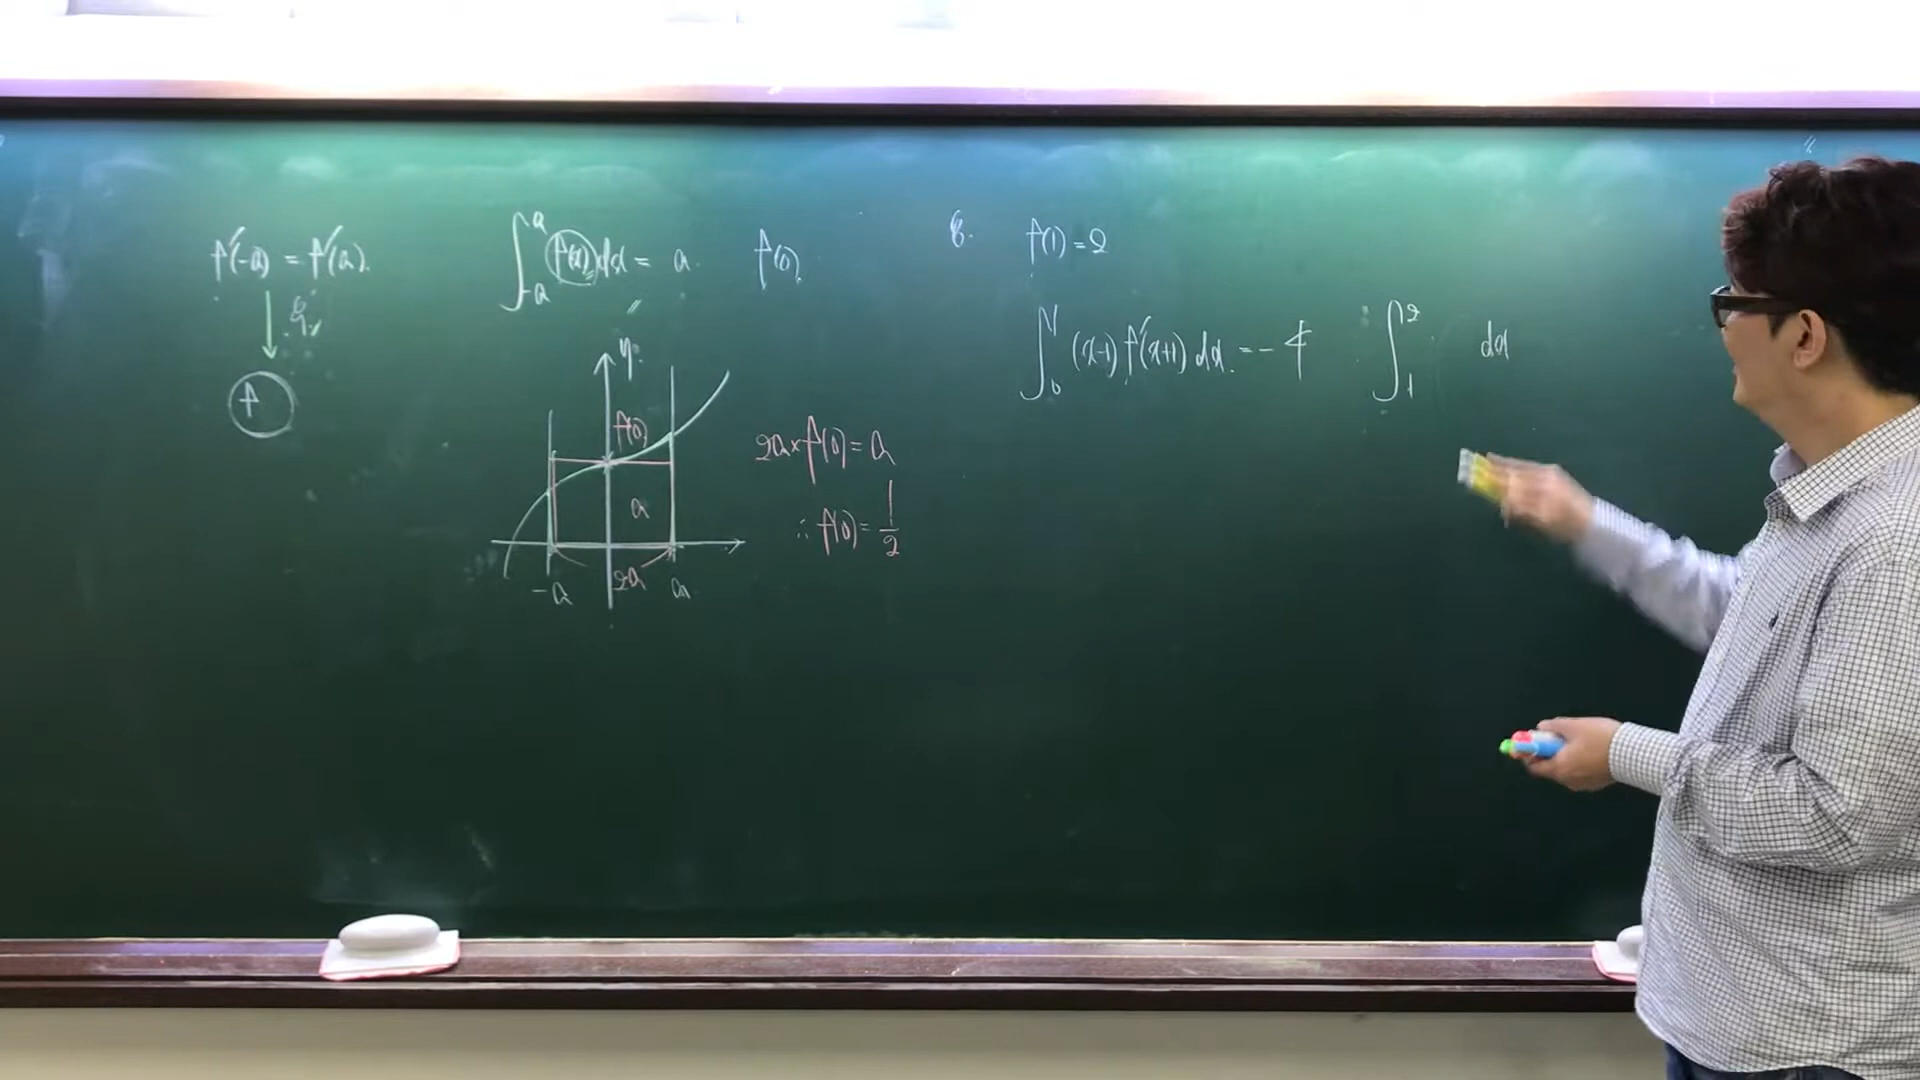 f'(-a) = f'(a).
f
∫_{-a}^{a} f(x) dx = a. f(0).
y
f(0)
a
-a 2a a
2a×f(0) = a
∴ f(0) = 1/2
8. f(1) = 2
∫_0^1 (x-1) f'(x+1) dx = -4 ∫_1^2 dx